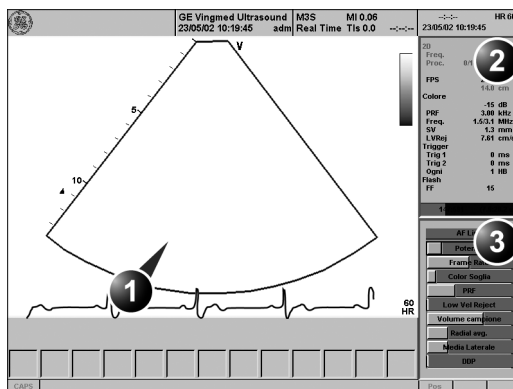 GE Vingmed Ultrasound M3S MI 0.06
23/05/02 10:19:45 adm Real Time TIs 0.0 --:--:--
--:--:-- HR 60
23/05/02 10:19:45
V
5
10
1
60
HR
2
2D
Freq.
Proc.
FPS
14.0 cm
Colore
-15 dB
PRF 3.00 kHz
Freq. 1.5/3.1 MHz
SV 1.3 mm
LVRej 7.61 cm/
Trigger
Trig 1 0 ms
Trig 2 0 ms
Ogni 1 HB
Flash
FF 15
3
Color Soglia
PRF
Low Vel Reject
Volume campione
Radial avg.
Media Laterale
DDP
CAPS
Pos